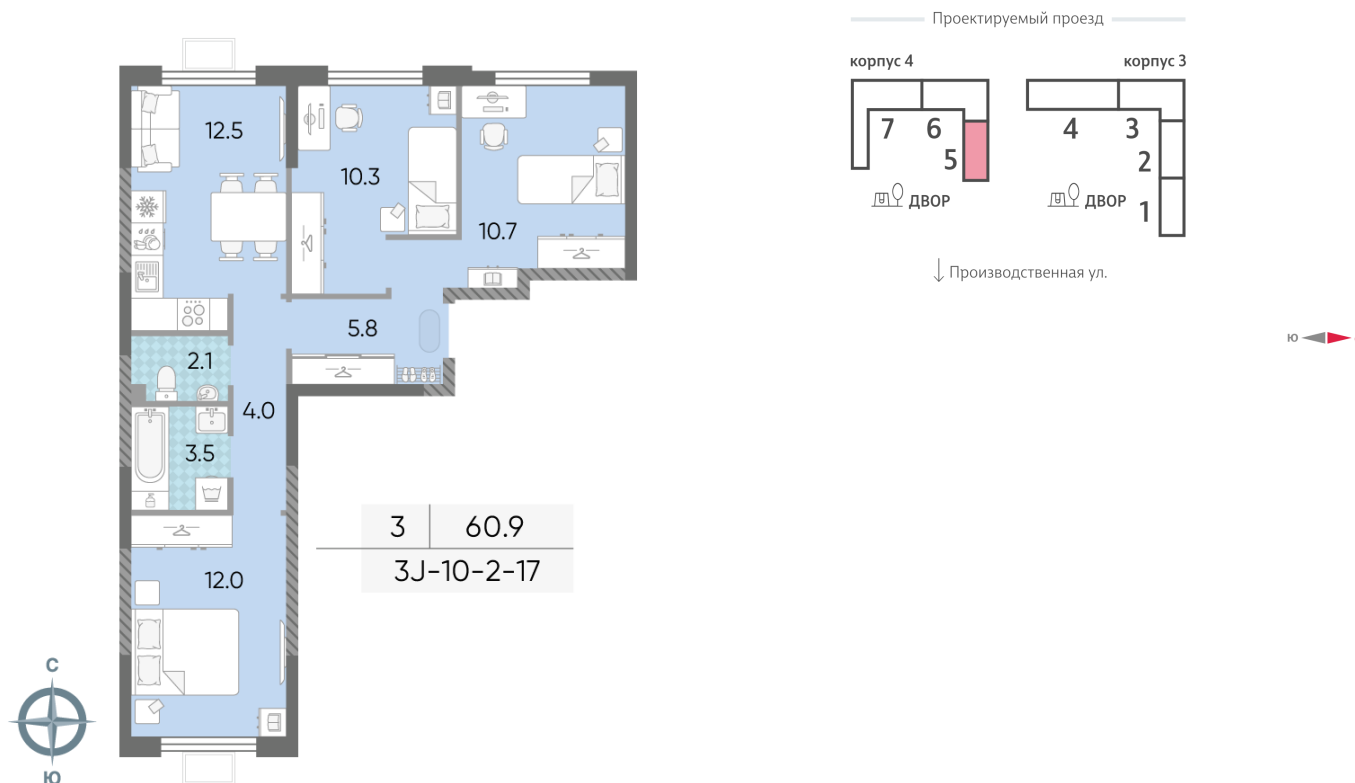 Проектируемый проезд
корпус 4
корпус 3
7
6
5
4
3
2
1
ДВОР
ДВОР
Производственная ул.
ю
12.5
10.3
10.7
5.8
2.1
4.0
3.5
12.0
3 60.9
3J-10-2-17
С
Ю